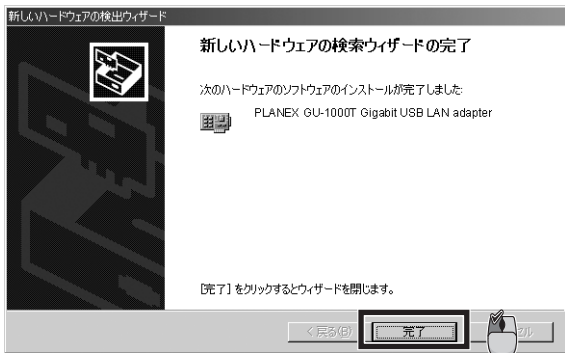 新しいハードウェアの検出ウィザード
新しいハードウェアの検索ウィザードの完了
次のハードウェアのソフトウェアのインストールが完了しました:
PLANEX GU-1000T Gigabit USB LAN adapter
[完了] をクリックするとウィザードを閉じます。
< 戻る(B)
完了